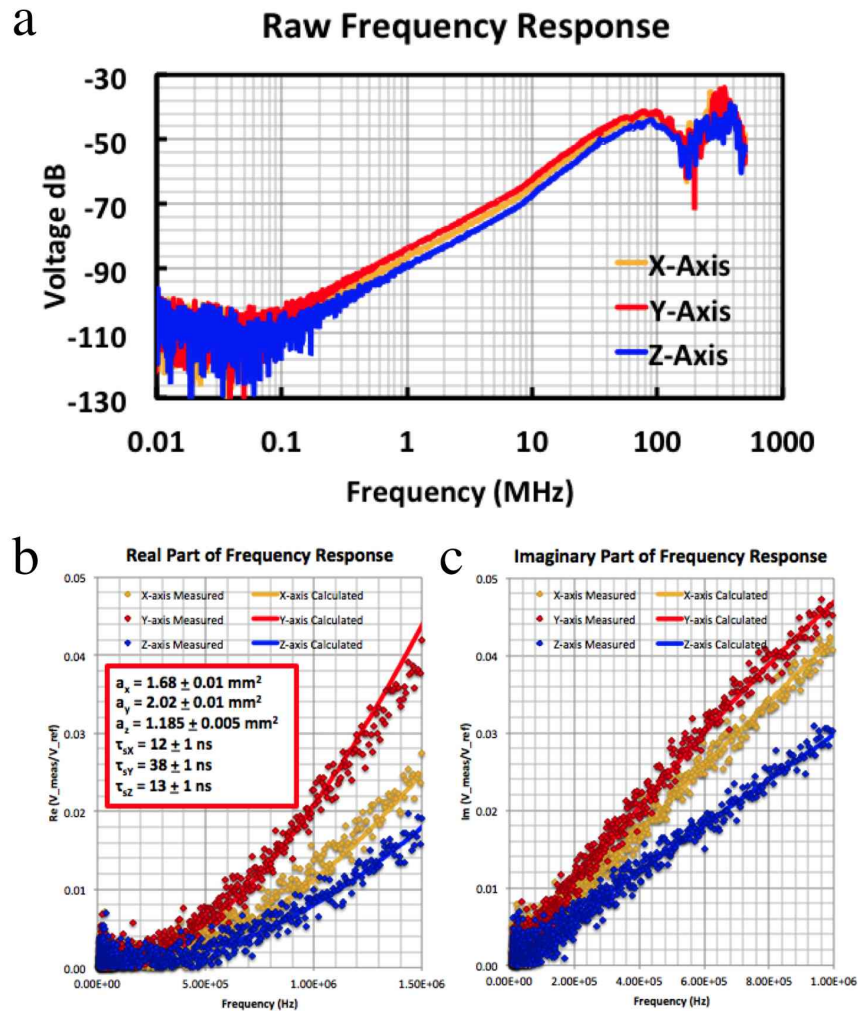 a
Raw Frequency Response
-30
-50
-70
-90
-110
-130
Voltage dB
X-Axis
Y-Axis
Z-Axis
0.01 0.1 1 10 100 1000
Frequency (MHz)
b
Real Part of Frequency Response
0.05
0.04
0.03
0.02
0.01
0.00
Re (V_meas/V_ref)
X-axis Measured X-axis Calculated
Y-axis Measured Y-axis Calculated
Z-axis Measured Z-axis Calculated
aₓ = 1.68 ± 0.01 mm²
a_y = 2.02 ± 0.01 mm²
a_z = 1.185 ± 0.005 mm²
τ_sX = 12 ± 1 ns
τ_sY = 38 ± 1 ns
τ_sZ = 13 ± 1 ns
0.00E+00 5.00E+05 1.00E+06 1.50E+06
Frequency (Hz)
c
Imaginary Part of Frequency Response
0.05
0.04
0.03
0.02
0.01
0.00
Im (V_meas/V_ref)
X-axis Measured X-axis Calculated
Y-axis Measured Y-axis Calculated
Z-axis Measured Z-axis Calculated
0.00E+00 2.00E+05 4.00E+05 6.00E+05 8.00E+05 1.00E+06
Frequency (Hz)